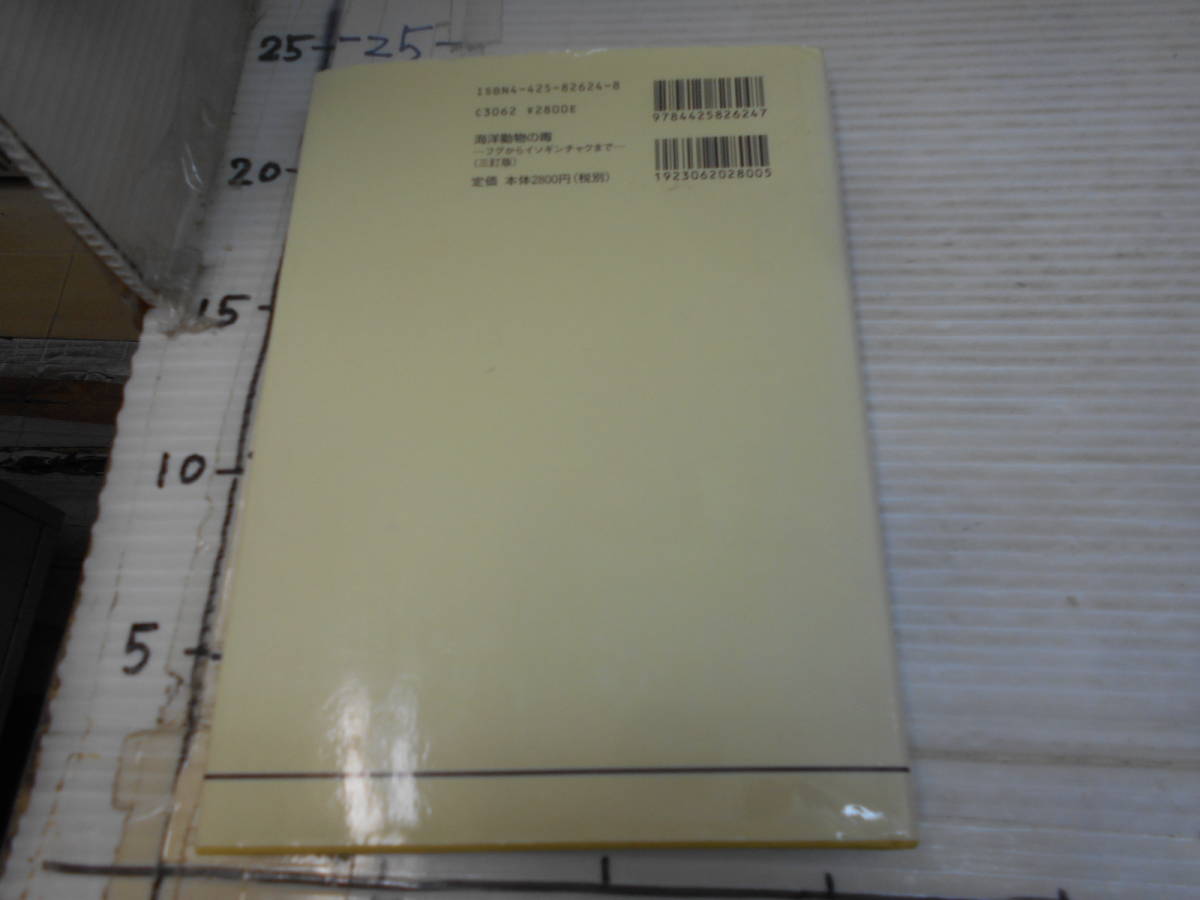 25 -25-
20
15
10
5
ISBN4-425-82624-8
C3062 ¥2800E
海洋動物の毒
—フグからイソギンチャクまで—
(三訂版)
定価 本体2800円(税別)
9784425826247
1923062028005